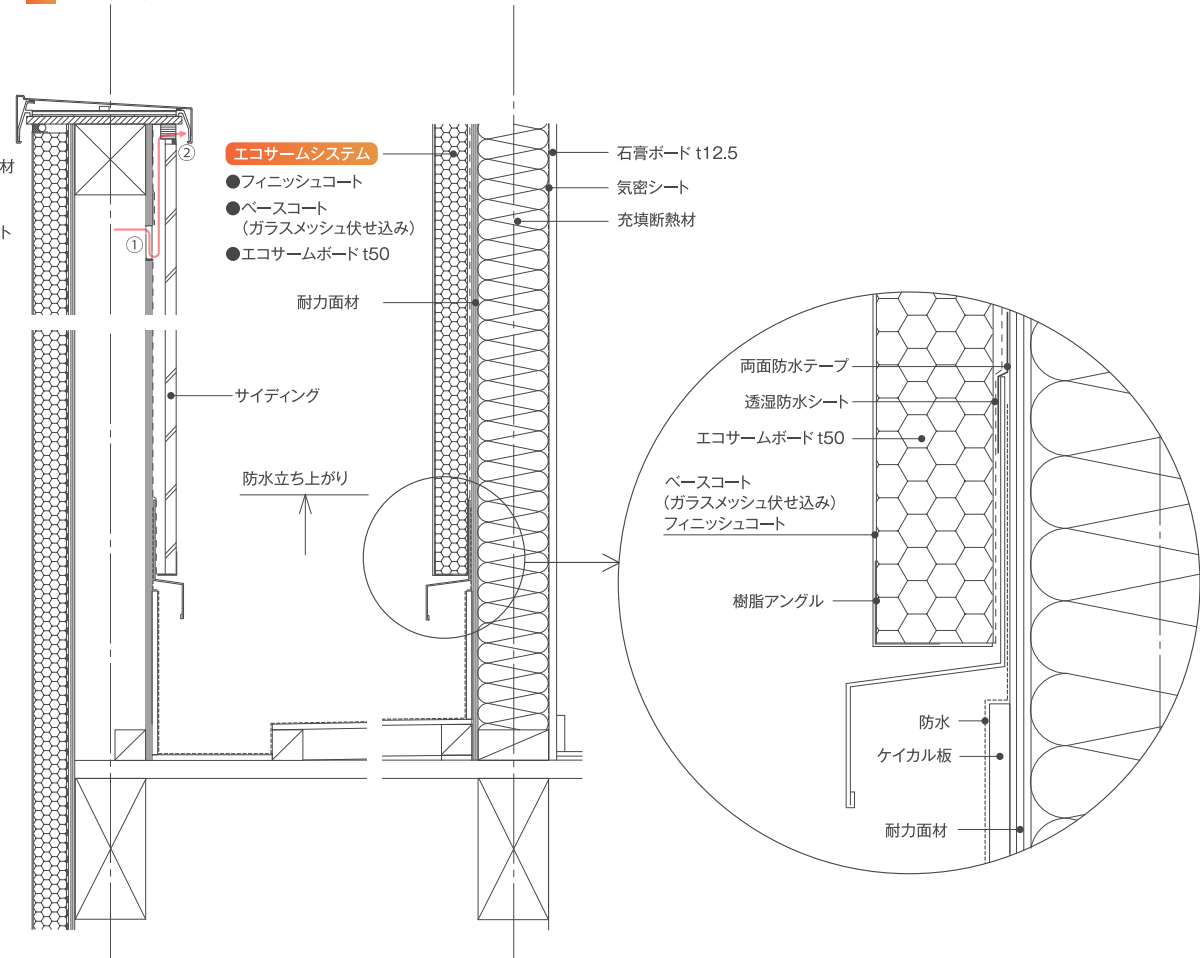 材
ト
①
②
エコサームシステム
●フィニッシュコート
●ベースコート
(ガラスメッシュ伏せ込み)
●エコサームボード t50
耐力面材
サイディング
防水立ち上がり
石膏ボード t12.5
気密シート
充填断熱材
両面防水テープ
透湿防水シート
エコサームボード t50
ベースコート
(ガラスメッシュ伏せ込み)
フィニッシュコート
樹脂アングル
防水
ケイカル板
耐力面材